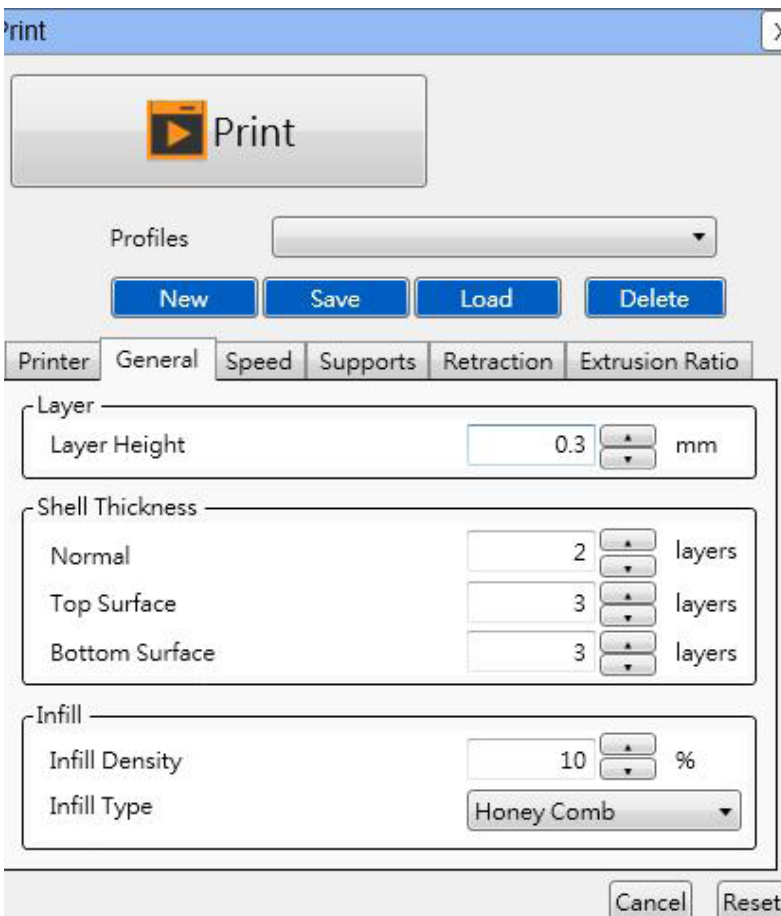 Print
Print
Profiles
New Save Load Delete
Printer General Speed Supports Retraction Extrusion Ratio
Layer
Layer Height 0.3 mm
Shell Thickness
Normal 2 layers
Top Surface 3 layers
Bottom Surface 3 layers
Infill
Infill Density 10 %
Infill Type Honey Comb
Cancel Reset